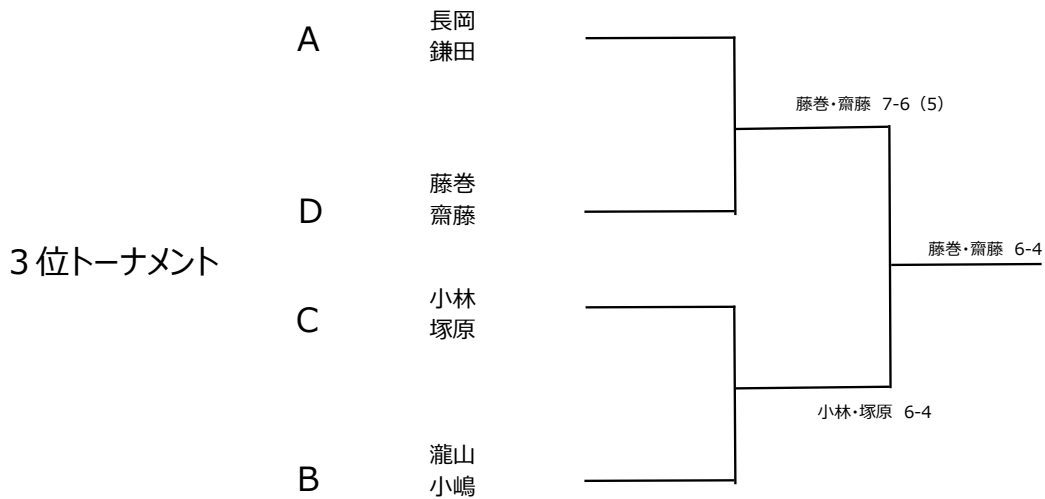 A
長岡
鎌田
藤巻・齋藤 7-6（5）
D
藤巻
齋藤
藤巻・齋藤 6-4
３位トーナメント
C
小林
塚原
小林・塚原 6-4
B
瀧山
小嶋